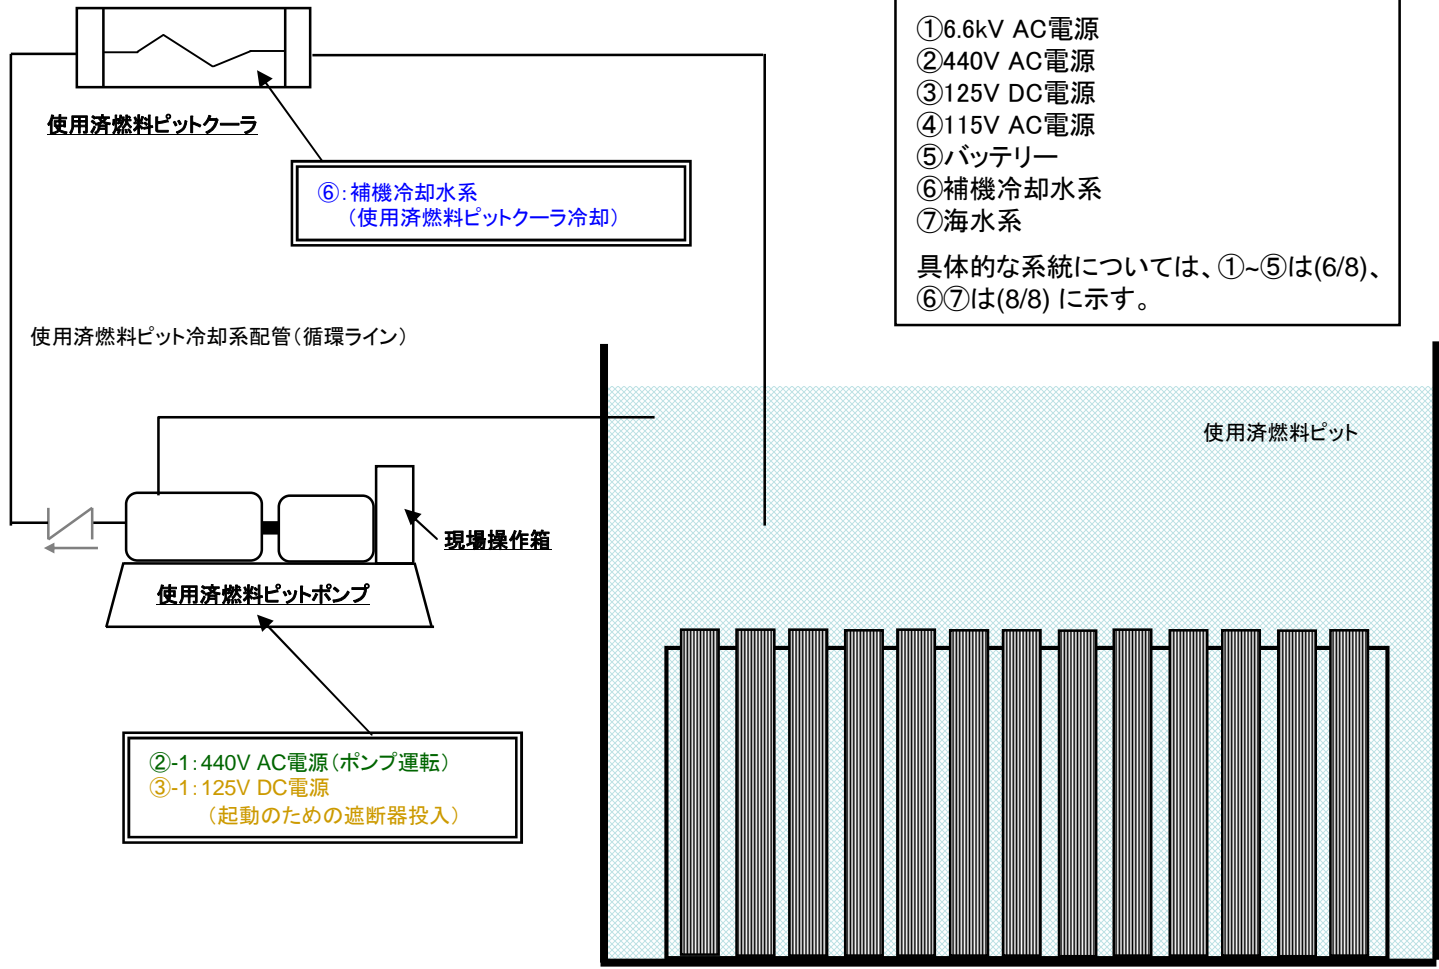 使用済燃料ピットクーラ
⑥:補機冷却水系
(使用済燃料ピットクーラ冷却)
①6.6kV AC電源
②440V AC電源
③125V DC電源
④115V AC電源
⑤バッテリー
⑥補機冷却水系
⑦海水系
具体的な系統については、①~⑤は(6/8)、
⑥⑦は(8/8) に示す。
使用済燃料ピット冷却系配管(循環ライン)
使用済燃料ピット
現場操作箱
使用済燃料ピットポンプ
②-1:440V AC電源(ポンプ運転)
③-1:125V DC電源
(起動のための遮断器投入)